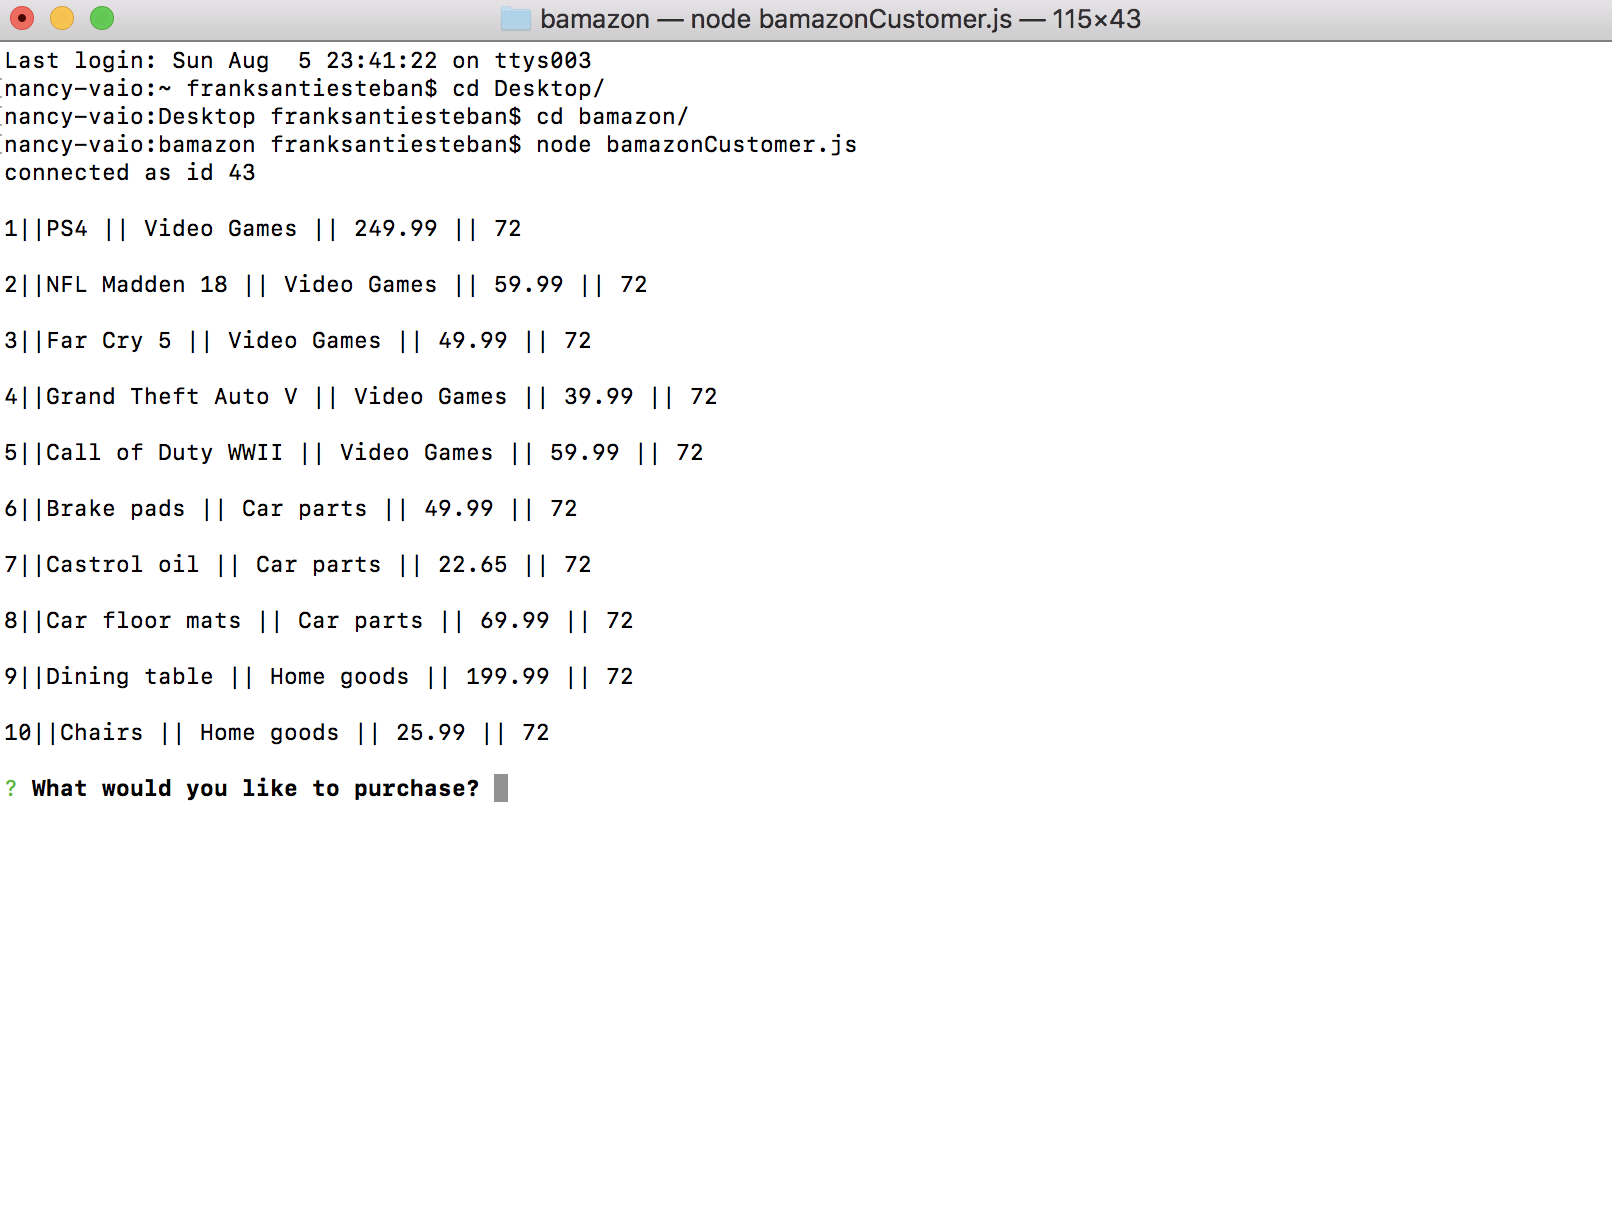 bamazon — node bamazonCustomer.js — 115×43
Last login: Sun Aug  5 23:41:22 on ttys003
[nancy-vaio:~ franksantiesteban$ cd Desktop/
[nancy-vaio:Desktop franksantiesteban$ cd bamazon/
[nancy-vaio:bamazon franksantiesteban$ node bamazonCustomer.js
connected as id 43
1||PS4 || Video Games || 249.99 || 72
2||NFL Madden 18 || Video Games || 59.99 || 72
3||Far Cry 5 || Video Games || 49.99 || 72
4||Grand Theft Auto V || Video Games || 39.99 || 72
5||Call of Duty WWII || Video Games || 59.99 || 72
6||Brake pads || Car parts || 49.99 || 72
7||Castrol oil || Car parts || 22.65 || 72
8||Car floor mats || Car parts || 69.99 || 72
9||Dining table || Home goods || 199.99 || 72
10||Chairs || Home goods || 25.99 || 72
? What would you like to purchase?